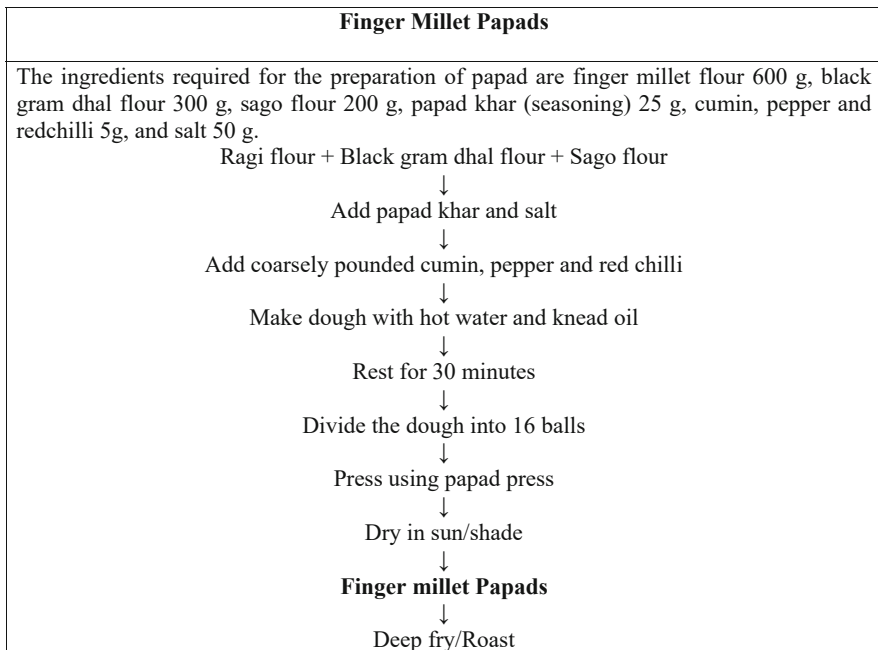 Finger Millet Papads
The ingredients required for the preparation of papad are finger millet flour 600 g, black
gram dhal flour 300 g, sago flour 200 g, papad khar (seasoning) 25 g, cumin, pepper and
redchilli 5g, and salt 50 g.
Ragi flour + Black gram dhal flour + Sago flour
↓
Add papad khar and salt
↓
Add coarsely pounded cumin, pepper and red chilli
↓
Make dough with hot water and knead oil
↓
Rest for 30 minutes
↓
Divide the dough into 16 balls
↓
Press using papad press
↓
Dry in sun/shade
↓
Finger millet Papads
↓
Deep fry/Roast